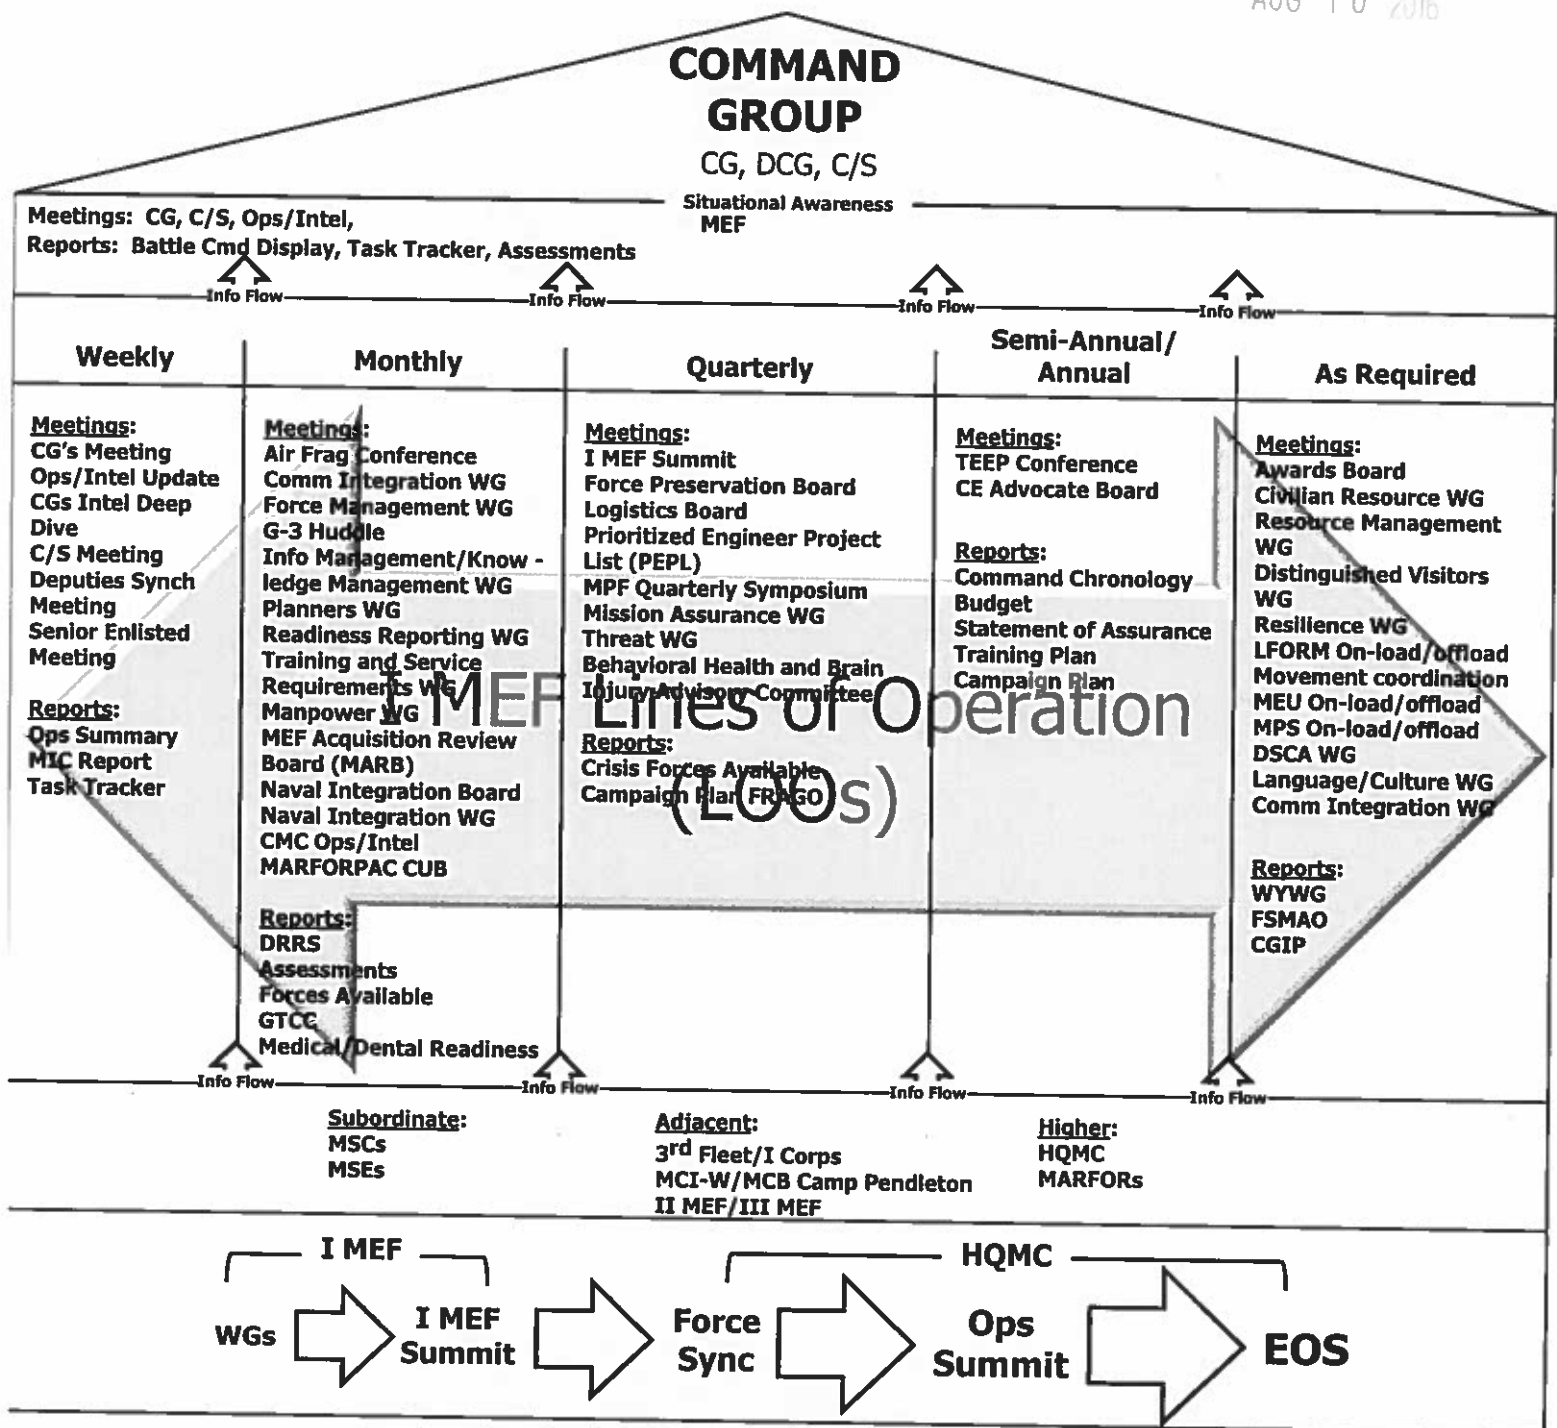 AUG 10 2016
COMMAND
GROUP
CG, DCG, C/S
Situational Awareness
MEF
Meetings: CG, C/S, Ops/Intel,
Reports: Battle Cmd Display, Task Tracker, Assessments
Info Flow
Info Flow
Info Flow
Info Flow
Weekly
Meetings:
CG's Meeting
Ops/Intel Update
CGs Intel Deep
Dive
C/S Meeting
Deputies Synch
Meeting
Senior Enlisted
Meeting
Reports:
Ops Summary
MIC Report
Task Tracker
Monthly
Meetings:
Air Frag Conference
Comm Integration WG
Force Management WG
G-3 Huddle
Info Management/Know -
ledge Management WG
Planners WG
Readiness Reporting WG
Training and Service
Requirements WG
Manpower WG
MEF Acquisition Review
Board (MARB)
Naval Integration Board
Naval Integration WG
CMC Ops/Intel
MARFORPAC CUB
Reports:
DRRS
Assessments
Forces Available
GTCC
Medical/Dental Readiness
Quarterly
Meetings:
I MEF Summit
Force Preservation Board
Logistics Board
Prioritized Engineer Project
List (PEPL)
MPF Quarterly Symposium
Mission Assurance WG
Threat WG
Behavioral Health and Brain
Injury Advisory Committee
Reports:
Crisis Forces Available
Campaign Plan FRAGO
Semi-Annual/
Annual
Meetings:
TEEP Conference
CE Advocate Board
Reports:
Command Chronology
Budget
Statement of Assurance
Training Plan
Campaign Plan
As Required
Meetings:
Awards Board
Civilian Resource WG
Resource Management
WG
Distinguished Visitors
WG
Resilience WG
LFORM On-load/offload
Movement coordination
MEU On-load/offload
MPS On-load/offload
DSCA WG
Language/Culture WG
Comm Integration WG
Reports:
WYWG
FSMAO
CGIP
I MEF Lines of Operation
(LOOs)
Info Flow
Info Flow
Info Flow
Info Flow
Subordinate:
MSCs
MSEs
Adjacent:
3rd Fleet/I Corps
MCI-W/MCB Camp Pendleton
II MEF/III MEF
Higher:
HQMC
MARFORs
I MEF
HQMC
WGs
I MEF
Summit
Force
Sync
Ops
Summit
EOS